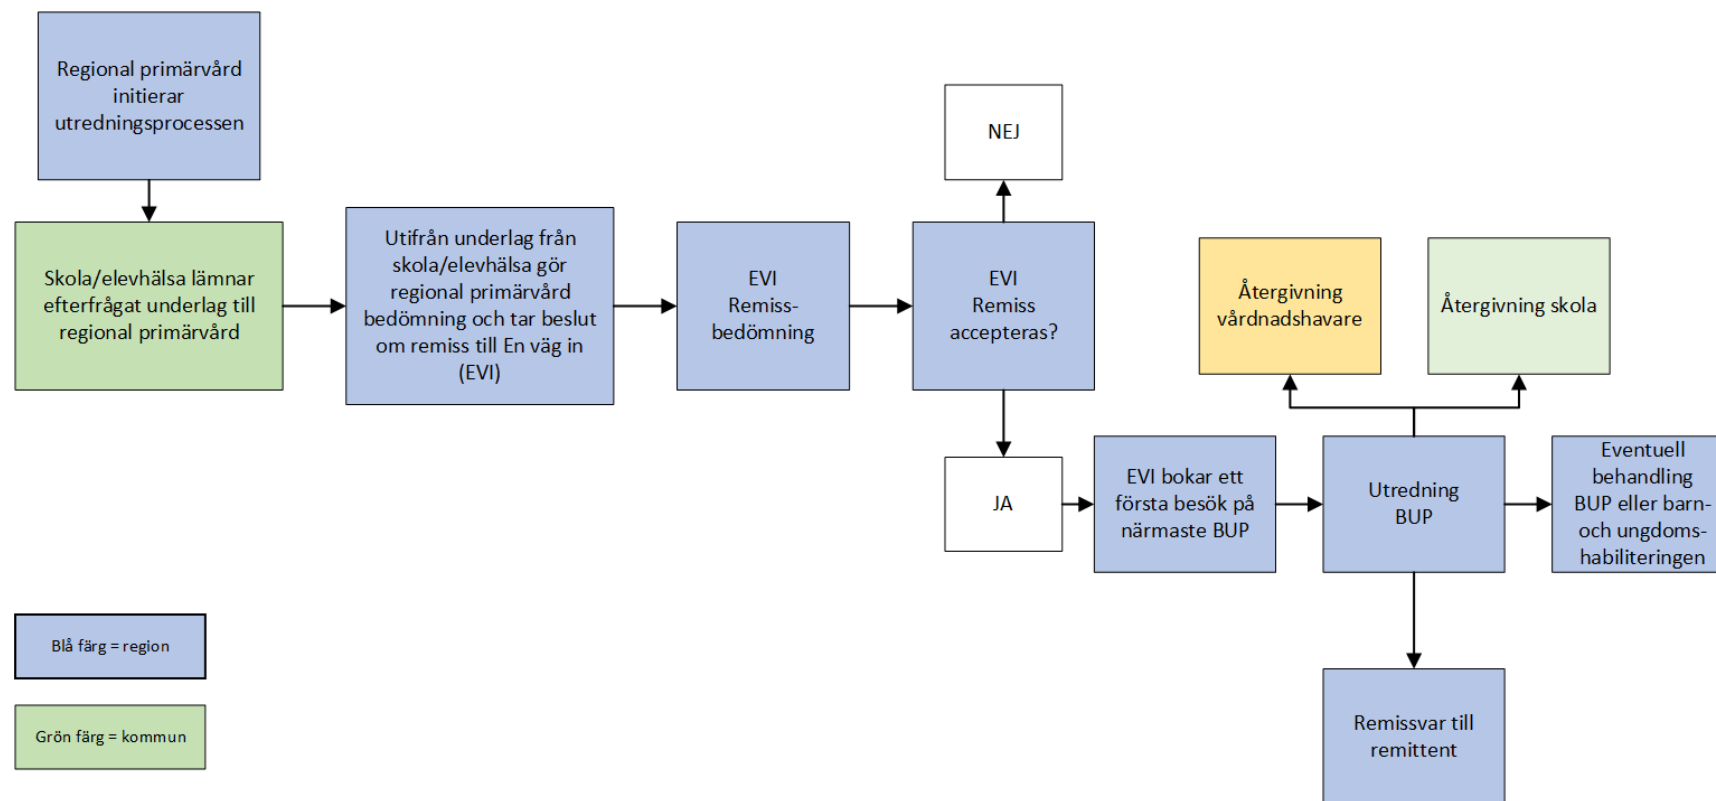 Regional primärvård
initierar
utredningsprocessen
Skola/elevhälsa lämnar
efterfrågat underlag till
regional primärvård
Utifrån underlag från
skola/elevhälsa gör
regional primärvård
bedömning och tar beslut
om remiss till En väg in
(EVI)
EVI
Remiss-
bedömning
EVI
Remiss
accepteras?
NEJ
JA
EVI bokar ett
första besök på
närmaste BUP
Utredning
BUP
Återgivning
vårdnadshavare
Återgivning skola
Eventuell
behandling
BUP eller barn-
och ungdoms-
habiliteringen
Remissvar till
remittent
Blå färg = region
Grön färg = kommun